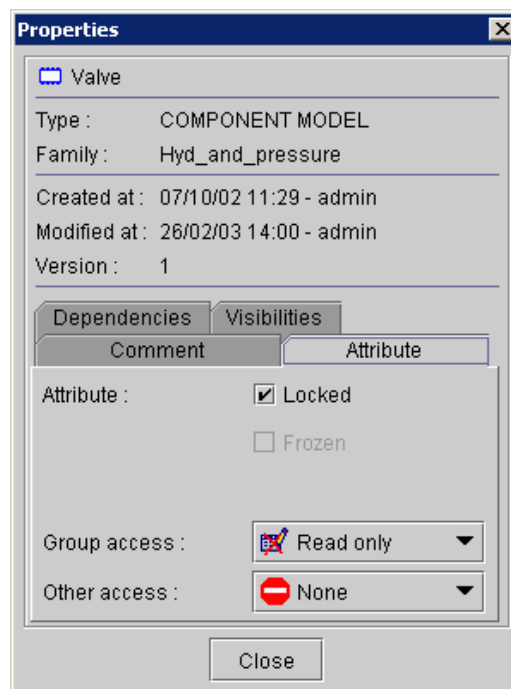 Properties
Valve
Type : COMPONENT MODEL
Family : Hyd_and_pressure
Created at : 07/10/02 11:29 - admin
Modified at : 26/02/03 14:00 - admin
Version : 1
Dependencies Visibilities
Comment Attribute
Attribute : Locked
Frozen
Group access : Read only
Other access : None
Close